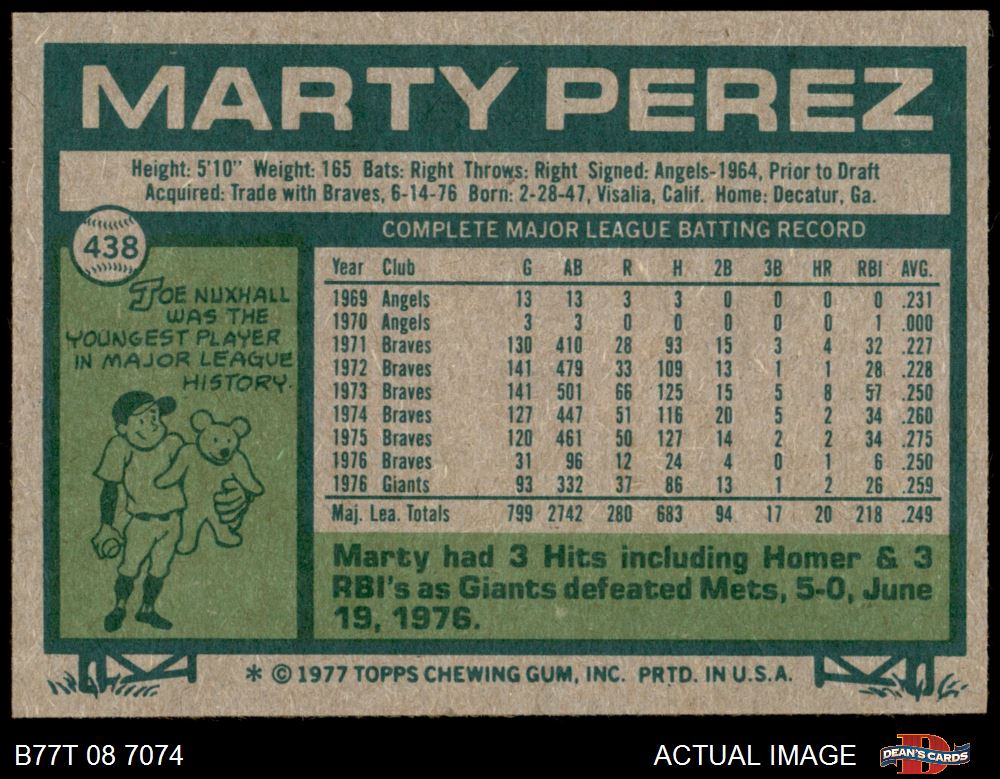 MARTY PEREZ
Height: 5'10" Weight: 165 Bats: Right Throws: Right Signed: Angels-1964, Prior to Draft
Acquired: Trade with Braves, 6-14-76 Born: 2-28-47, Visalia, Calif. Home: Decatur, Ga.
438
JOE NUXHALL
WAS THE
YOUNGEST PLAYER
IN MAJOR LEAGUE
HISTORY.
COMPLETE MAJOR LEAGUE BATTING RECORD
Year Club G AB R H 2B 3B HR RBI AVG.
1969 Angels 13 13 3 3 0 0 0 0 .231
1970 Angels 3 3 0 0 0 0 0 1 .000
1971 Braves 130 410 28 93 15 3 4 32 .227
1972 Braves 141 479 33 109 13 1 1 28 .228
1973 Braves 141 501 66 125 15 5 8 57 .250
1974 Braves 127 447 51 116 20 5 2 34 .260
1975 Braves 120 461 50 127 14 2 2 34 .275
1976 Braves 31 96 12 24 4 0 1 6 .250
1976 Giants 93 332 37 86 13 1 2 26 .259
Maj. Lea. Totals 799 2742 280 683 94 17 20 218 .249
Marty had 3 Hits including Homer & 3
RBI's as Giants defeated Mets, 5-0, June
19, 1976.
* © 1977 TOPPS CHEWING GUM, INC. PRTD. IN U.S.A.
B77T 08 7074
ACTUAL IMAGE
DEAN'S CARDS